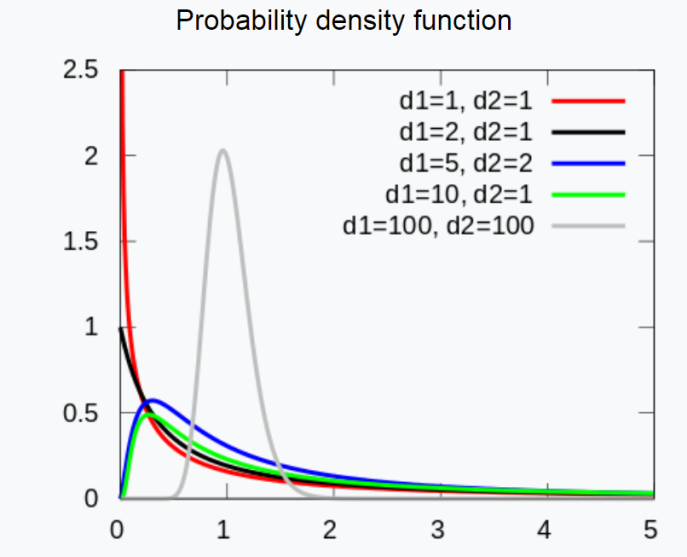 Probability density function
2.5
2
1.5
1
0.5
0
d1=1, d2=1
d1=2, d2=1
d1=5, d2=2
d1=10, d2=1
d1=100, d2=100
0 1 2 3 4 5